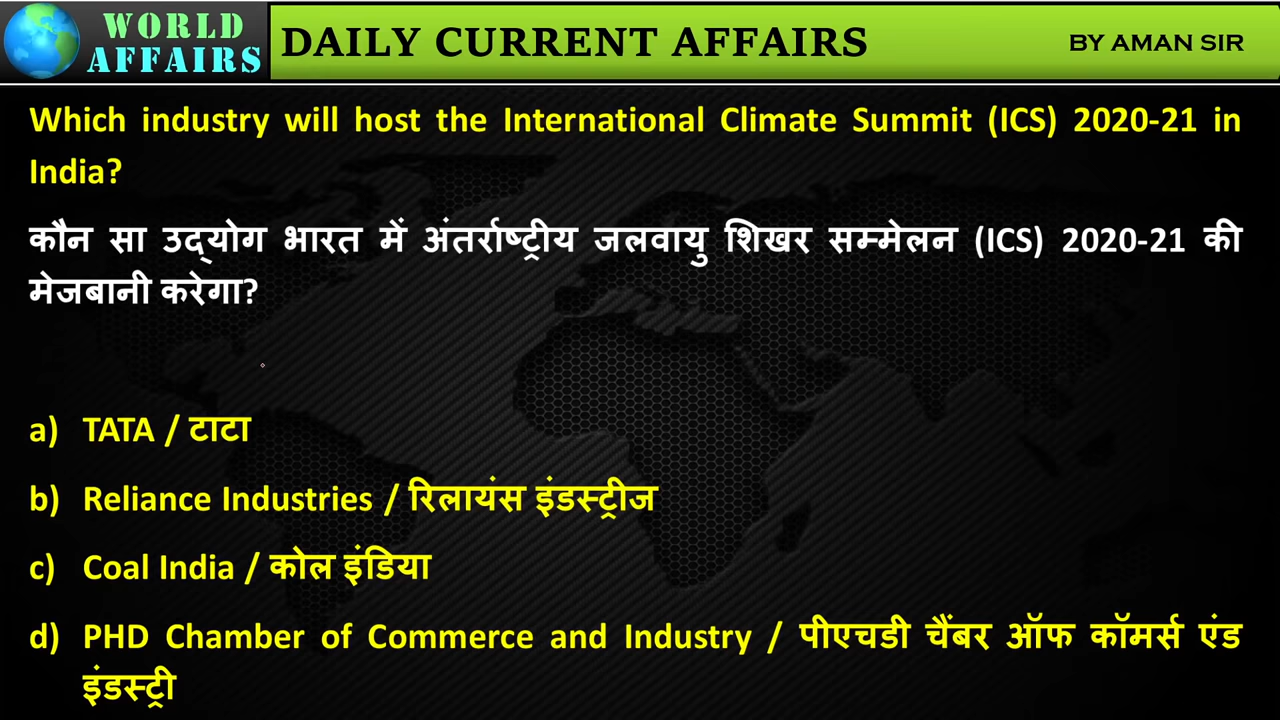 WORLD
AFFAIRS
DAILY CURRENT AFFAIRS
BY AMAN SIR
Which industry will host the International Climate Summit (ICS) 2020-21 in
India?
कौन सा उद्योग भारत में अंतर्राष्ट्रीय जलवायु शिखर सम्मेलन (ICS) 2020-21 की
मेजबानी करेगा?
a) TATA / टाटा
b) Reliance Industries / रिलायंस इंडस्ट्रीज
c) Coal India / कोल इंडिया
d) PHD Chamber of Commerce and Industry / पीएचडी चैंबर ऑफ कॉमर्स एंड
इंडस्ट्री